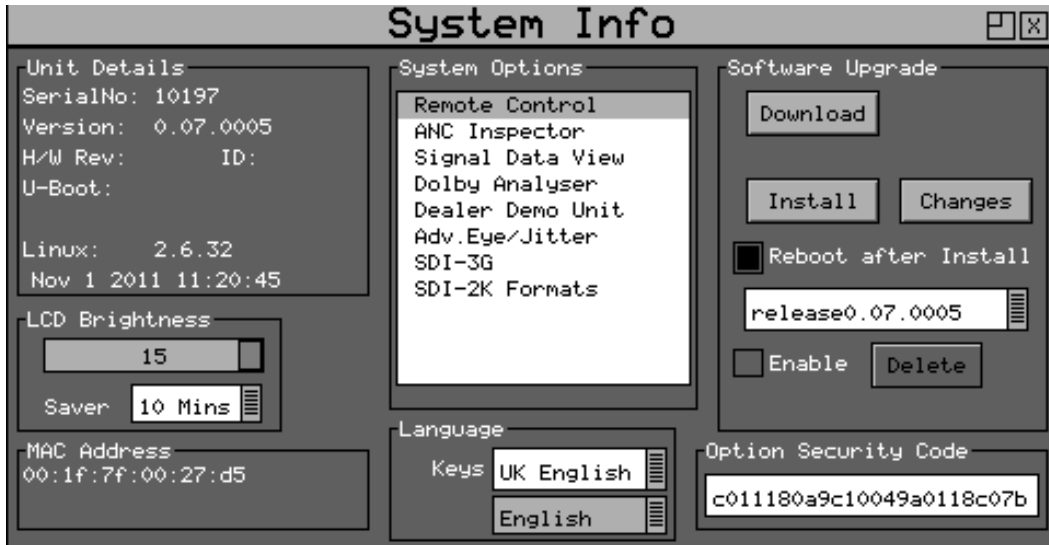 System Info
Unit Details
SerialNo: 10197
Version: 0.07.0005
H/W Rev: ID:
U-Boot:
Linux: 2.6.32
Nov 1 2011 11:20:45
LCD Brightness
15
Saver 10 Mins
MAC Address
00:1f:7f:00:27:d5
System Options
Remote Control
ANC Inspector
Signal Data View
Dolby Analyser
Dealer Demo Unit
Adv.Eye/Jitter
SDI-3G
SDI-2K Formats
Language
Keys UK English
English
Software Upgrade
Download
Install Changes
Reboot after Install
release0.07.0005
Enable Delete
Option Security Code
c011180a9c10049a0118c07b